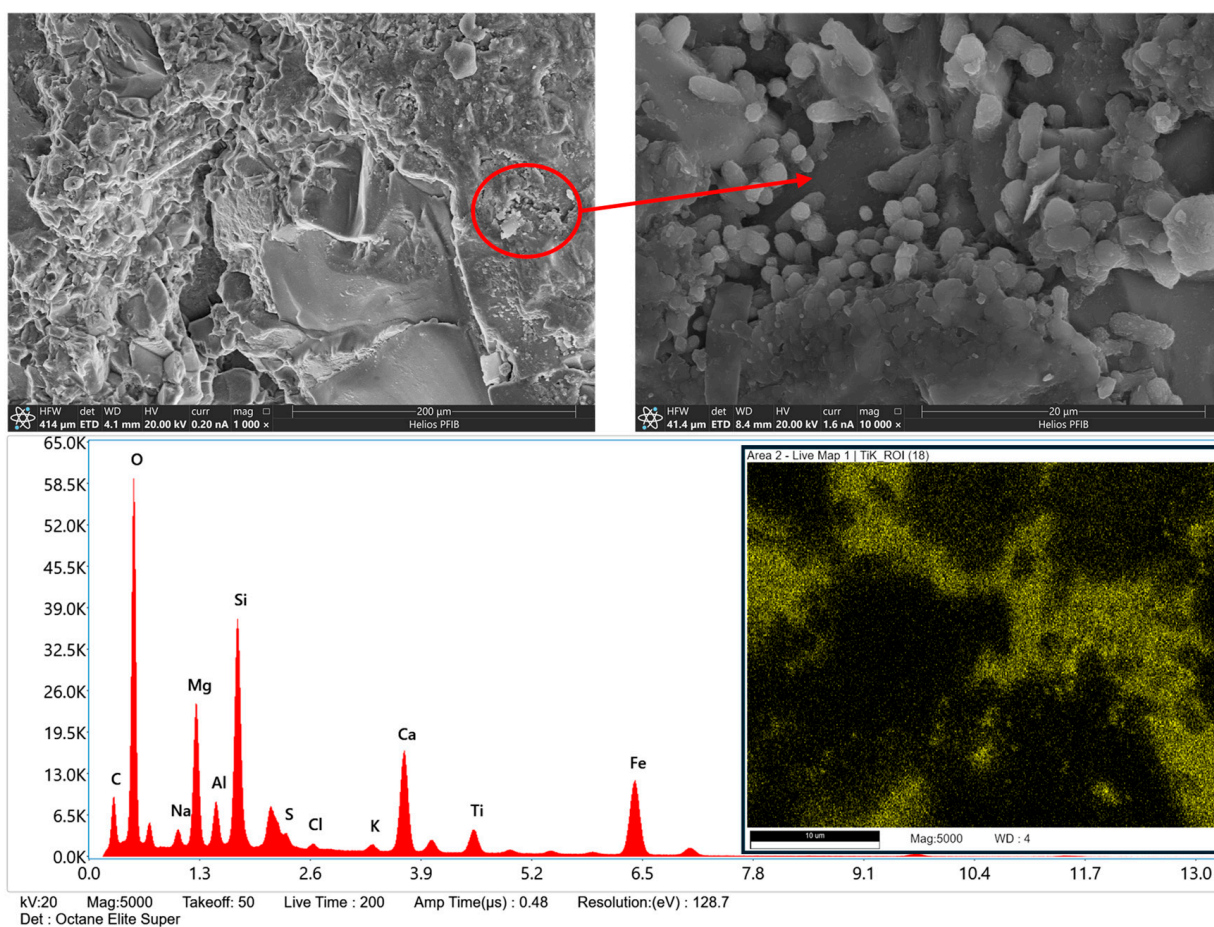 HFW det WD HV curr mag □ 200 µm
414 µm ETD 4.1 mm 20.00 kV 0.20 nA 1 000 × Helios PFIB
HFW det WD HV curr mag □ 20 µm
41.4 µm ETD 8.4 mm 20.00 kV 1.6 nA 10 000 × Helios PFIB
65.0K
58.5K
52.0K
45.5K
39.0K
32.5K
26.0K
19.5K
13.0K
6.5K
0.0K
C
O
Na
Mg
Al
Si
S
Cl
K
Ca
Ti
Fe
0.0 1.3 2.6 3.9 5.2 6.5 7.8 9.1 10.4 11.7 13.0
Area 2 - Live Map 1 | TiK_ROI (18)
10 um Mag:5000 WD : 4
kV:20 Mag:5000 Takeoff: 50 Live Time : 200 Amp Time(µs) : 0.48 Resolution:(eV) : 128.7
Det : Octane Elite Super